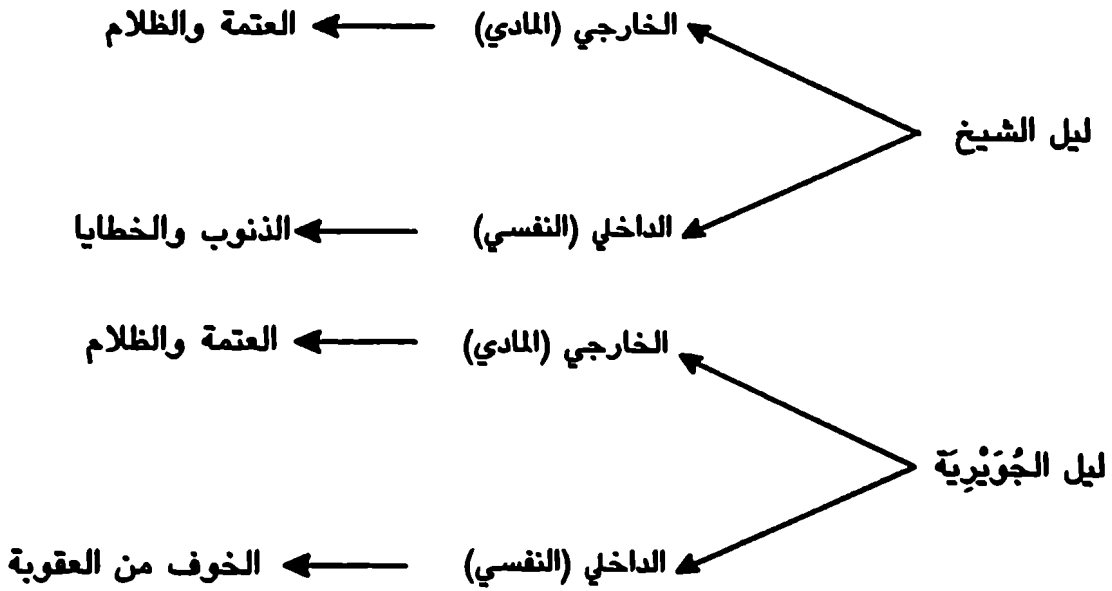 الخارجي (المادي) العتمة والظلام
ليل الشيخ
الداخلي (النفسي) الذنوب والخطايا
الخارجي (المادي) العتمة والظلام
ليل الجُوَيْرِيَة
الداخلي (النفسي) الخوف من العقوبة